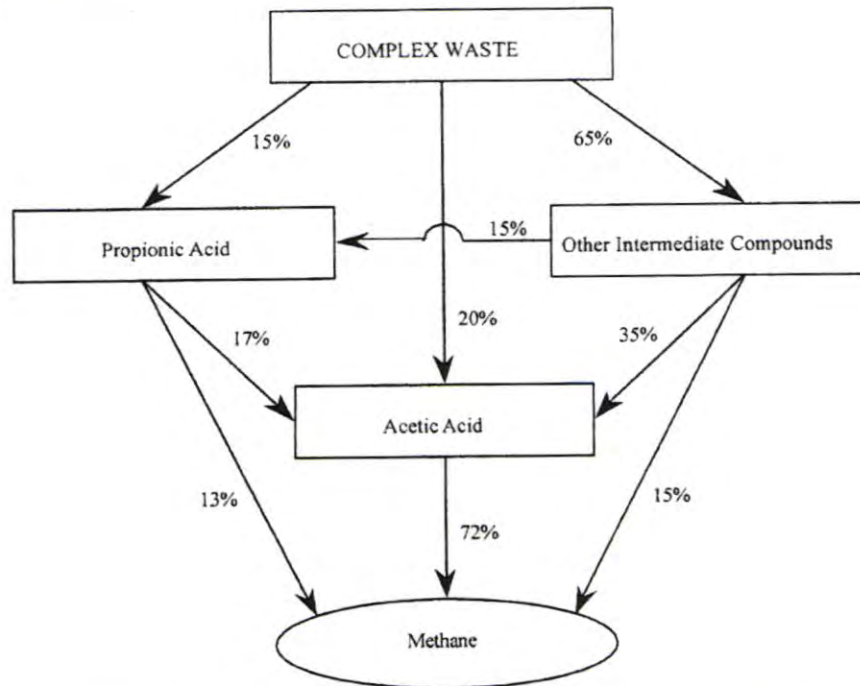 COMPLEX WASTE
15%
65%
Propionic Acid
15%
Other Intermediate Compounds
17%
20%
35%
Acetic Acid
13%
72%
15%
Methane